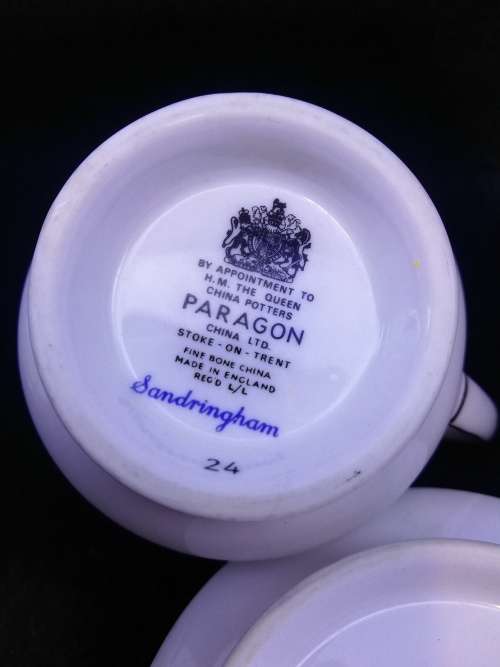 BY APPOINTMENT TO
H.M. THE QUEEN
CHINA POTTERS
PARAGON
CHINA LTD.
STOKE-ON-TRENT
FINE BONE CHINA
MADE IN ENGLAND
REG'D L/L
Sandringham
24